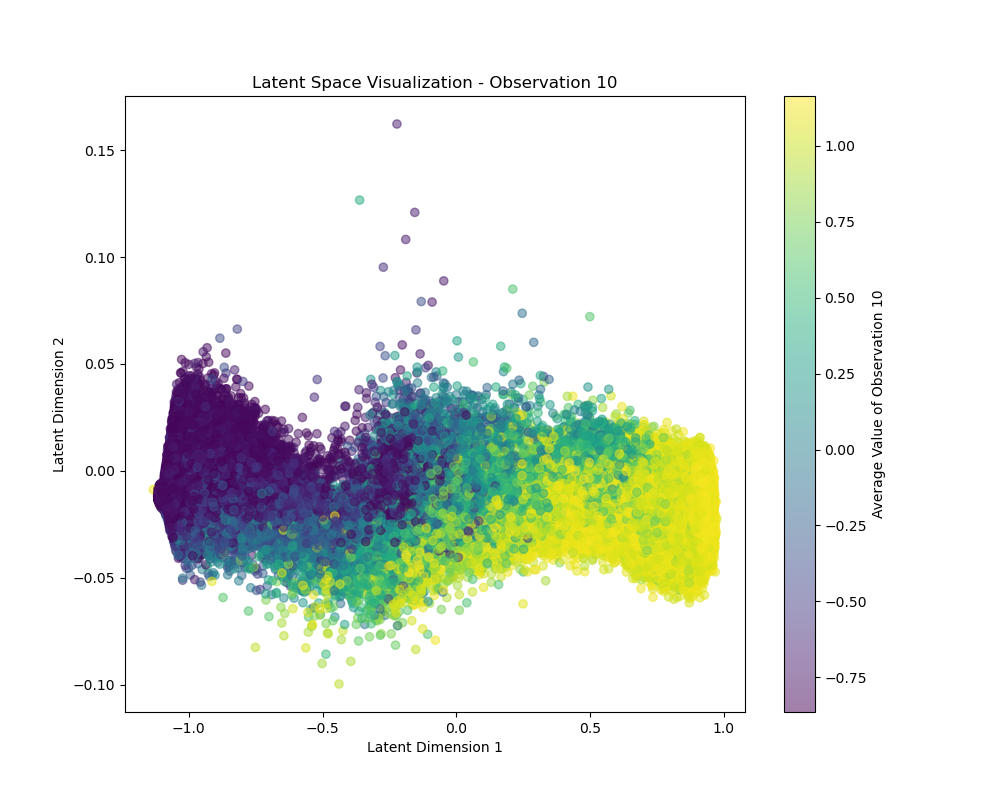 Latent Space Visualization - Observation 10
0.15
0.10
0.05
0.00
−0.05
−0.10
Latent Dimension 2
−1.0 −0.5 0.0 0.5 1.0
Latent Dimension 1
1.00
0.75
0.50
0.25
0.00
−0.25
−0.50
−0.75
Average Value of Observation 10